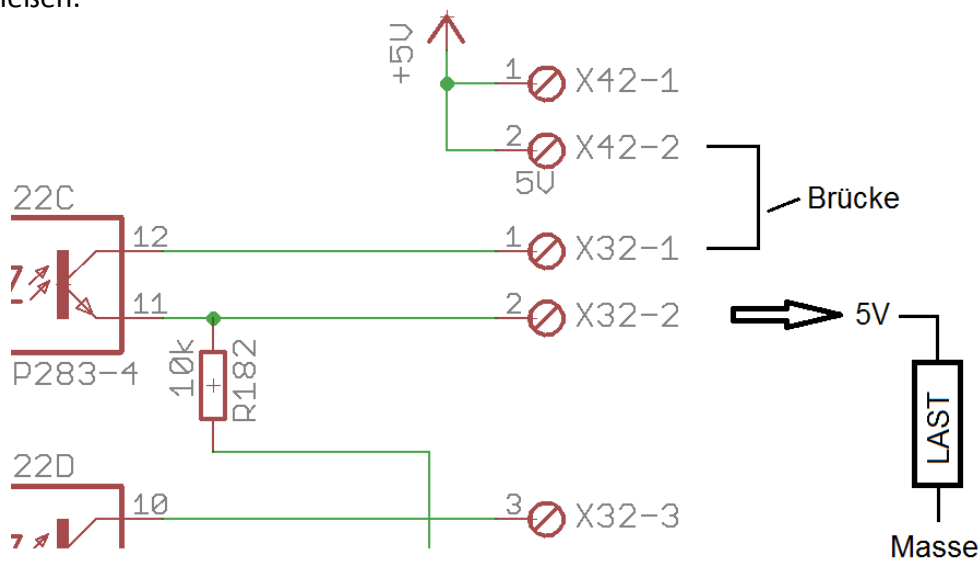 +5V
1 X42-1
2 X42-2
5V
Brücke
22C
12
1 X32-1
11
2 X32-2
5V
P283-4
10k
R182
LAST
22D
10
3 X32-3
Masse